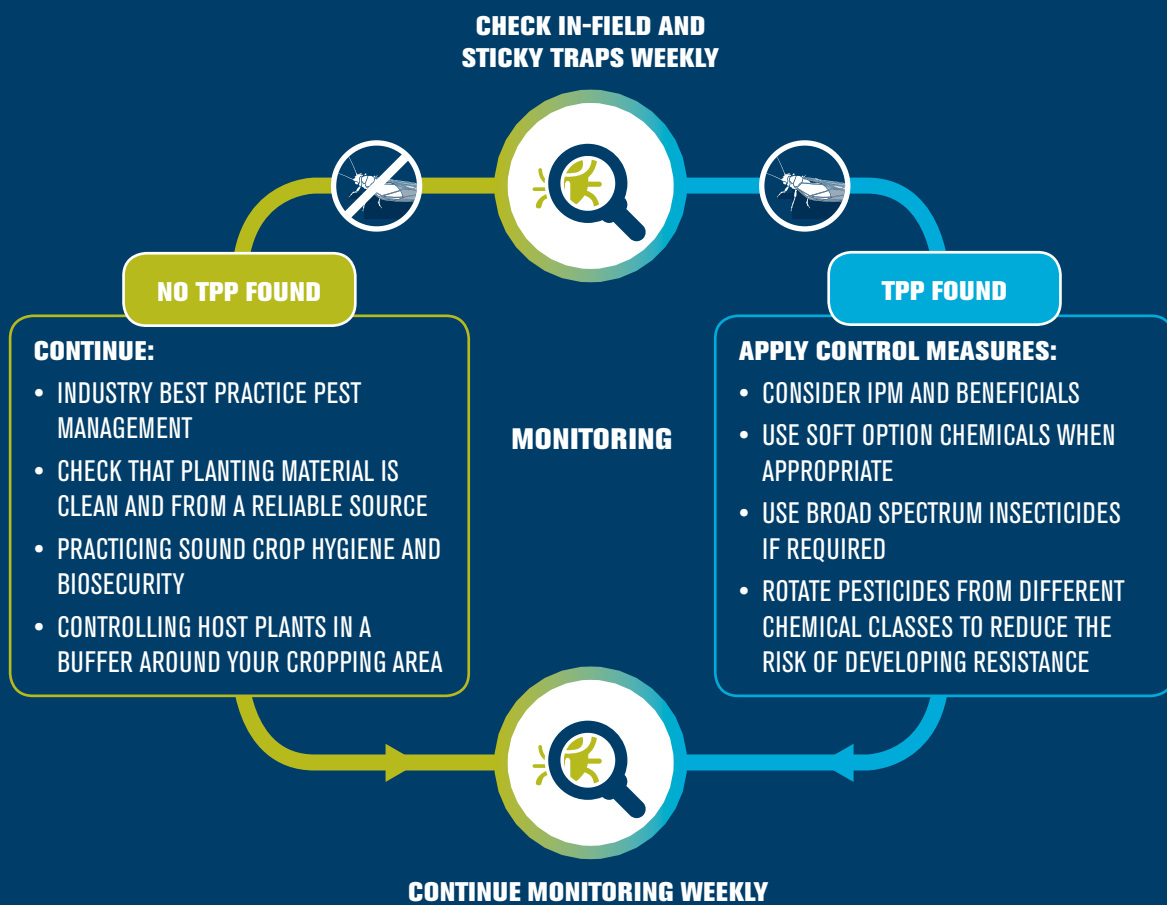 CHECK IN-FIELD AND
STICKY TRAPS WEEKLY
NO TPP FOUND
CONTINUE:
• INDUSTRY BEST PRACTICE PEST
MANAGEMENT
• CHECK THAT PLANTING MATERIAL IS
CLEAN AND FROM A RELIABLE SOURCE
• PRACTICING SOUND CROP HYGIENE AND
BIOSECURITY
• CONTROLLING HOST PLANTS IN A
BUFFER AROUND YOUR CROPPING AREA
MONITORING
TPP FOUND
APPLY CONTROL MEASURES:
• CONSIDER IPM AND BENEFICIALS
• USE SOFT OPTION CHEMICALS WHEN
APPROPRIATE
• USE BROAD SPECTRUM INSECTICIDES
IF REQUIRED
• ROTATE PESTICIDES FROM DIFFERENT
CHEMICAL CLASSES TO REDUCE THE
RISK OF DEVELOPING RESISTANCE
CONTINUE MONITORING WEEKLY